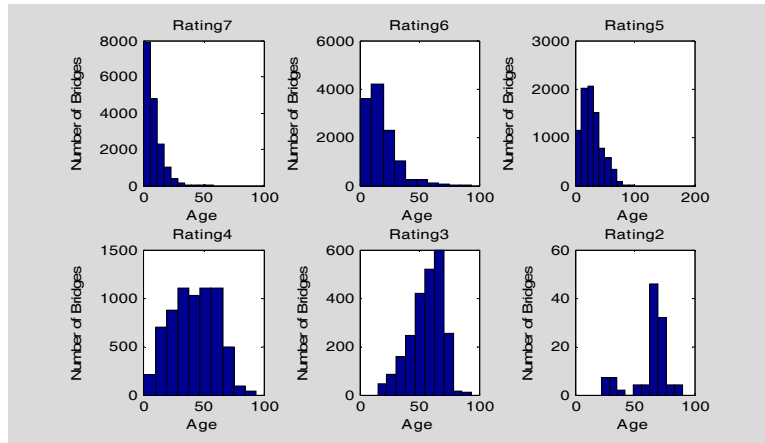 Rating7
8000
6000
4000
2000
0
Number of Bridges
0 50 100
Age
Rating6
6000
4000
2000
0
Number of Bridges
0 50 100
Age
Rating5
3000
2000
1000
0
Number of Bridges
0 100 200
Age
Rating4
1500
1000
500
0
Number of Bridges
0 50 100
Age
Rating3
600
400
200
0
Number of Bridges
0 50 100
Age
Rating2
60
40
20
0
Number of Bridges
0 50 100
Age